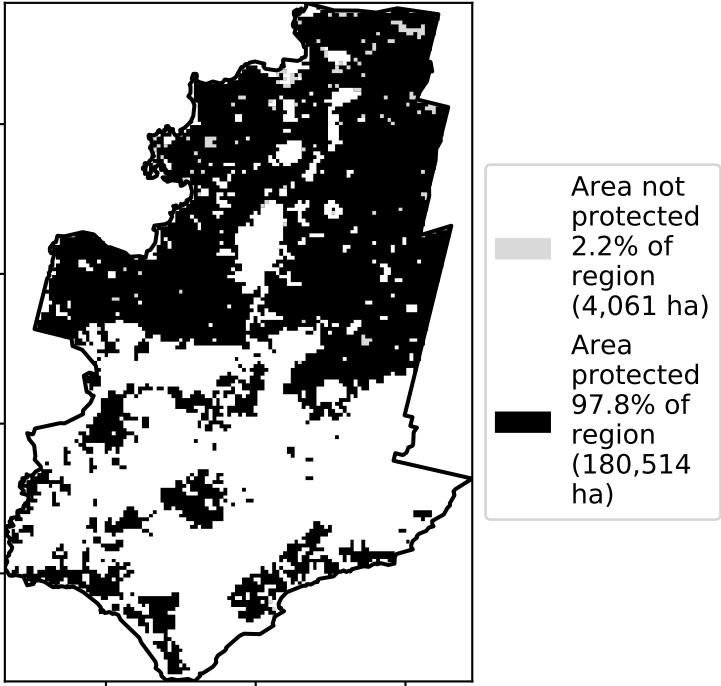 Area not
protected
2.2% of
region
(4,061 ha)
Area
protected
97.8% of
region
(180,514
ha)